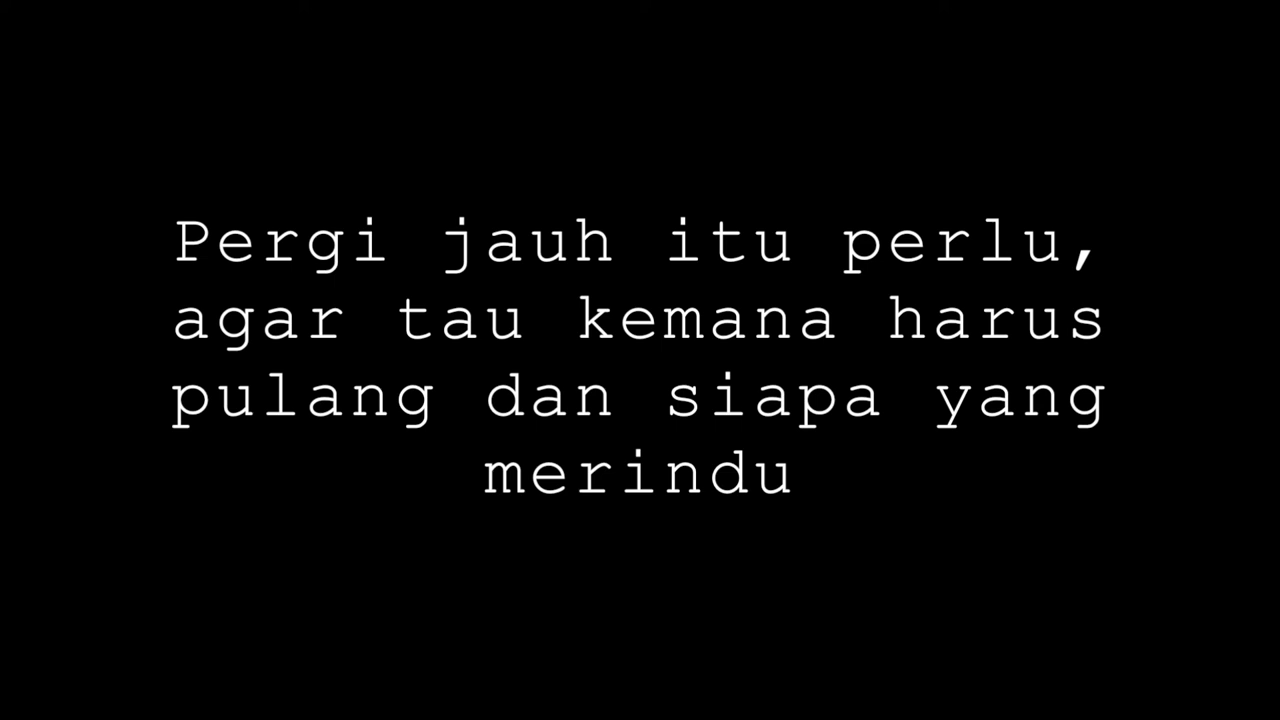 Pergi jauh itu perlu,
agar tau kemana harus
pulang dan siapa yang
merindu